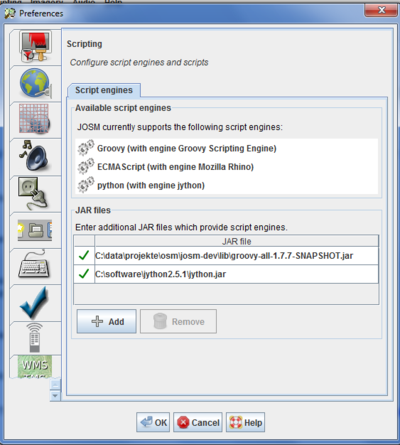 Imagery Audio Help
Preferences
Scripting
Configure script engines and scripts
Script engines
Available script engines
JOSM currently supports the following script engines:
Groovy (with engine Groovy Scripting Engine)
ECMAScript (with engine Mozilla Rhino)
python (with engine jython)
JAR files
Enter additional JAR files which provide script engines.
JAR file
C:\data\projekte\osm\josm-dev\lib\groovy-all-1.7.7-SNAPSHOT.jar
C:\software\jython2.5.1\jython.jar
Add
Remove
WMS
OK
Cancel
Help